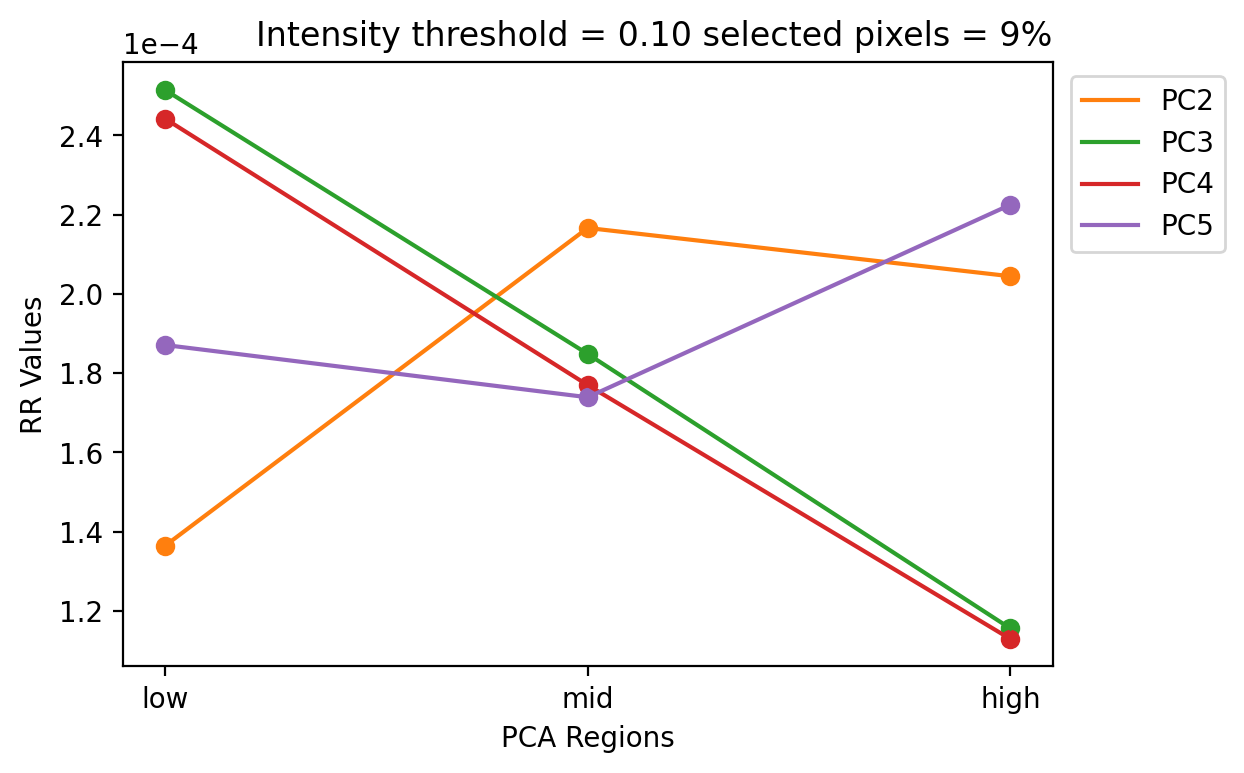 Intensity threshold = 0.10 selected pixels = 9%
1e−4
2.4
2.2
2.0
1.8
1.6
1.4
1.2
RR Values
low
mid
high
PCA Regions
PC2
PC3
PC4
PC5